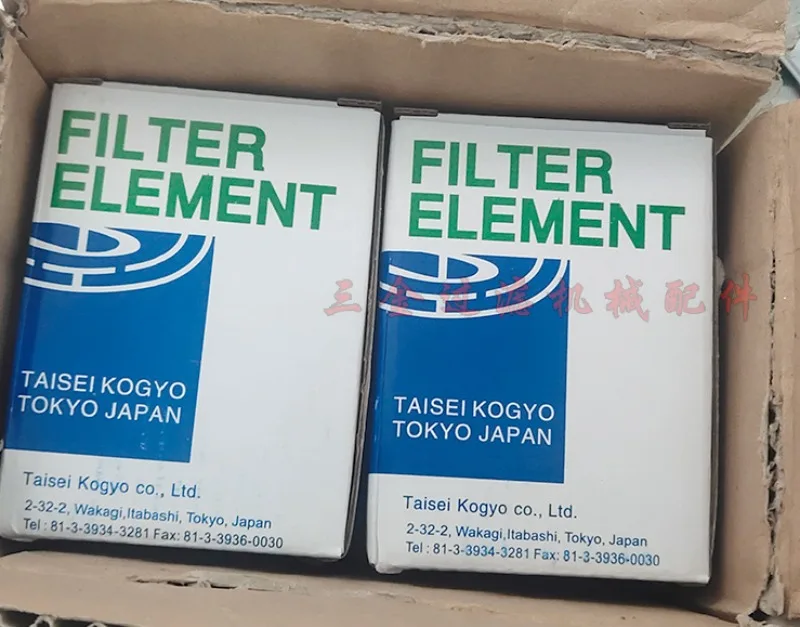 FILTER
ELEMENT
TAISEI KOGYO
TOKYO JAPAN
Taisei Kogyo co., Ltd.
2-32-2, Wakagi,Itabashi, Tokyo, Japan
Tel : 81-3-3934-3281 Fax: 81-3-3936-0030
FILTER
ELEMENT
三全过滤机械配件
TAISEI KOGYO
TOKYO JAPAN
Taisei Kogyo co., Ltd.
2-32-2, Wakagi,Itabashi, Tokyo, Japan
Tel : 81-3-3934-3281 Fax: 81-3-3936-0030